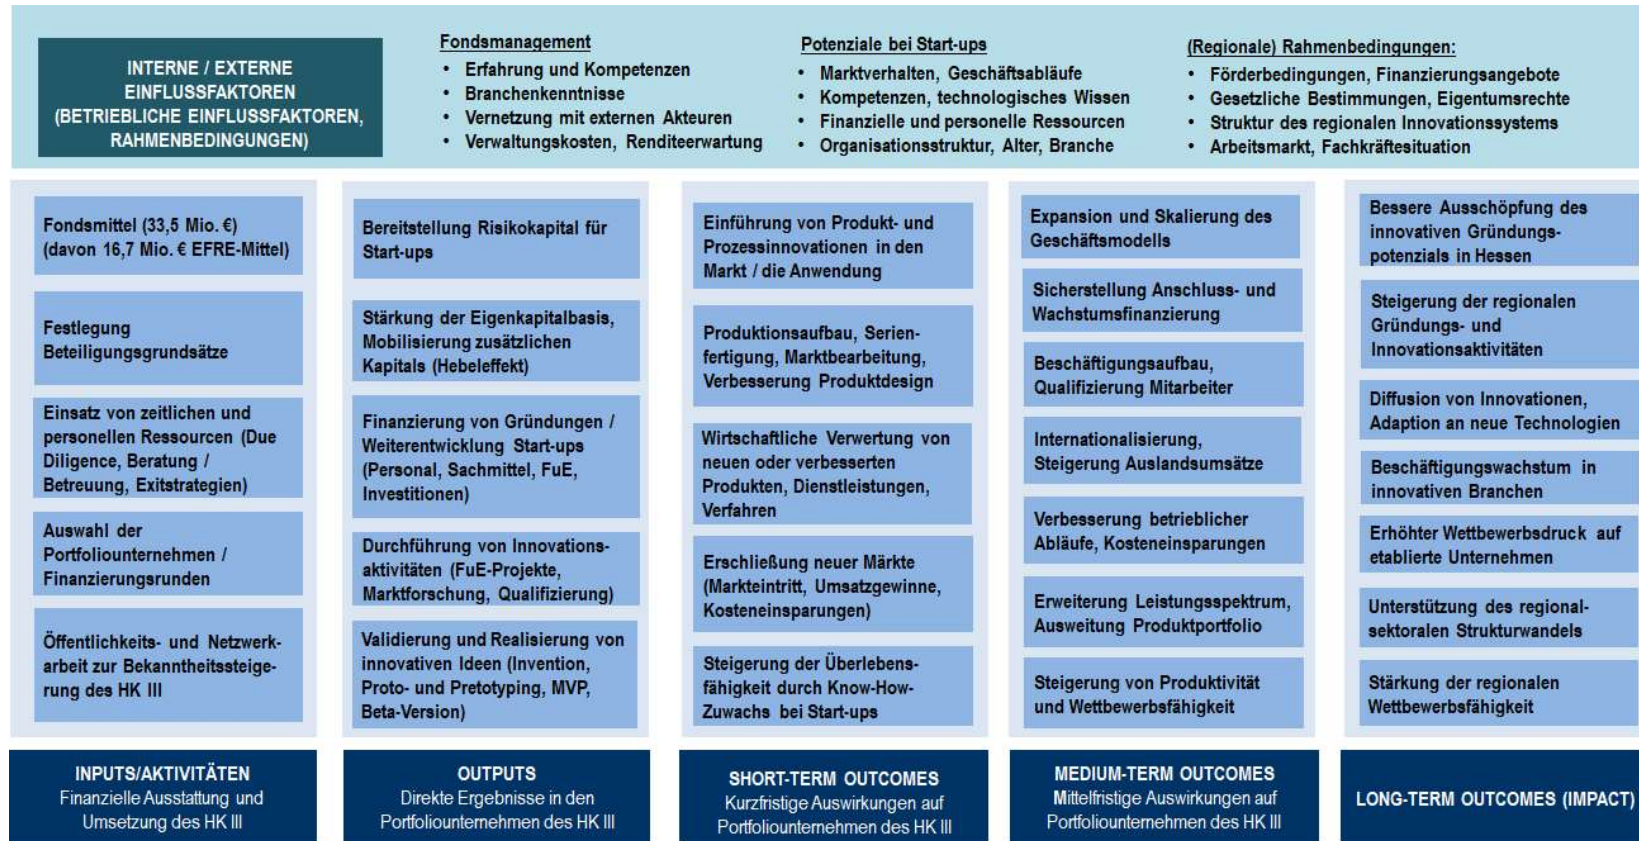 INTERNE / EXTERNE
EINFLUSSFAKTOREN
(BETRIEBLICHE EINFLUSSFAKTOREN,
RAHMENBEDINGUNGEN)
Fondsmanagement
• Erfahrung und Kompetenzen
• Branchenkenntnisse
• Vernetzung mit externen Akteuren
• Verwaltungskosten, Renditeerwartung
Potenziale bei Start-ups
• Marktverhalten, Geschäftsabläufe
• Kompetenzen, technologisches Wissen
• Finanzielle und personelle Ressourcen
• Organisationsstruktur, Alter, Branche
(Regionale) Rahmenbedingungen:
• Förderbedingungen, Finanzierungsangebote
• Gesetzliche Bestimmungen, Eigentumsrechte
• Struktur des regionalen Innovationssystems
• Arbeitsmarkt, Fachkräftesituation
Fondsmittel (33,5 Mio. €)
(davon 16,7 Mio. € EFRE-Mittel)
Festlegung
Beteiligungsgrundsätze
Einsatz von zeitlichen und
personellen Ressourcen (Due
Diligence, Beratung /
Betreuung, Exitstrategien)
Auswahl der
Portfoliounternehmen /
Finanzierungsrunden
Öffentlichkeits- und Netzwerk-
arbeit zur Bekanntheitssteige-
rung des HK III
INPUTS/AKTIVITÄTEN
Finanzielle Ausstattung und
Umsetzung des HK III
Bereitstellung Risikokapital für
Start-ups
Stärkung der Eigenkapitalbasis,
Mobilisierung zusätzlichen
Kapitals (Hebeleffekt)
Finanzierung von Gründungen /
Weiterentwicklung Start-ups
(Personal, Sachmittel, FuE,
Investitionen)
Durchführung von Innovations-
aktivitäten (FuE-Projekte,
Marktforschung, Qualifizierung)
Validierung und Realisierung von
innovativen Ideen (Invention,
Proto- und Pretotyping, MVP,
Beta-Version)
OUTPUTS
Direkte Ergebnisse in den
Portfoliounternehmen des HK III
Einführung von Produkt- und
Prozessinnovationen in den
Markt / die Anwendung
Produktionsaufbau, Serien-
fertigung, Marktbearbeitung,
Verbesserung Produktdesign
Wirtschaftliche Verwertung von
neuen oder verbesserten
Produkten, Dienstleistungen,
Verfahren
Erschließung neuer Märkte
(Markteintritt, Umsatzgewinne,
Kosteneinsparungen)
Steigerung der Überlebens-
fähigkeit durch Know-How-
Zuwachs bei Start-ups
SHORT-TERM OUTCOMES
Kurzfristige Auswirkungen auf
Portfoliounternehmen des HK III
Expansion und Skalierung des
Geschäftsmodells
Sicherstellung Anschluss- und
Wachstumsfinanzierung
Beschäftigungsaufbau,
Qualifizierung Mitarbeiter
Internationalisierung,
Steigerung Auslandsumsätze
Verbesserung betrieblicher
Abläufe, Kosteneinsparungen
Erweiterung Leistungsspektrum,
Ausweitung Produktportfolio
Steigerung von Produktivität
und Wettbewerbsfähigkeit
MEDIUM-TERM OUTCOMES
Mittelfristige Auswirkungen auf
Portfoliounternehmen des HK III
Bessere Ausschöpfung des
innovativen Gründungs-
potenzials in Hessen
Steigerung der regionalen
Gründungs- und
Innovationsaktivitäten
Diffusion von Innovationen,
Adaption an neue Technologien
Beschäftigungswachstum in
innovativen Branchen
Erhöhter Wettbewerbsdruck auf
etablierte Unternehmen
Unterstützung des regional-
sektoralen Strukturwandels
Stärkung der regionalen
Wettbewerbsfähigkeit
LONG-TERM OUTCOMES (IMPACT)